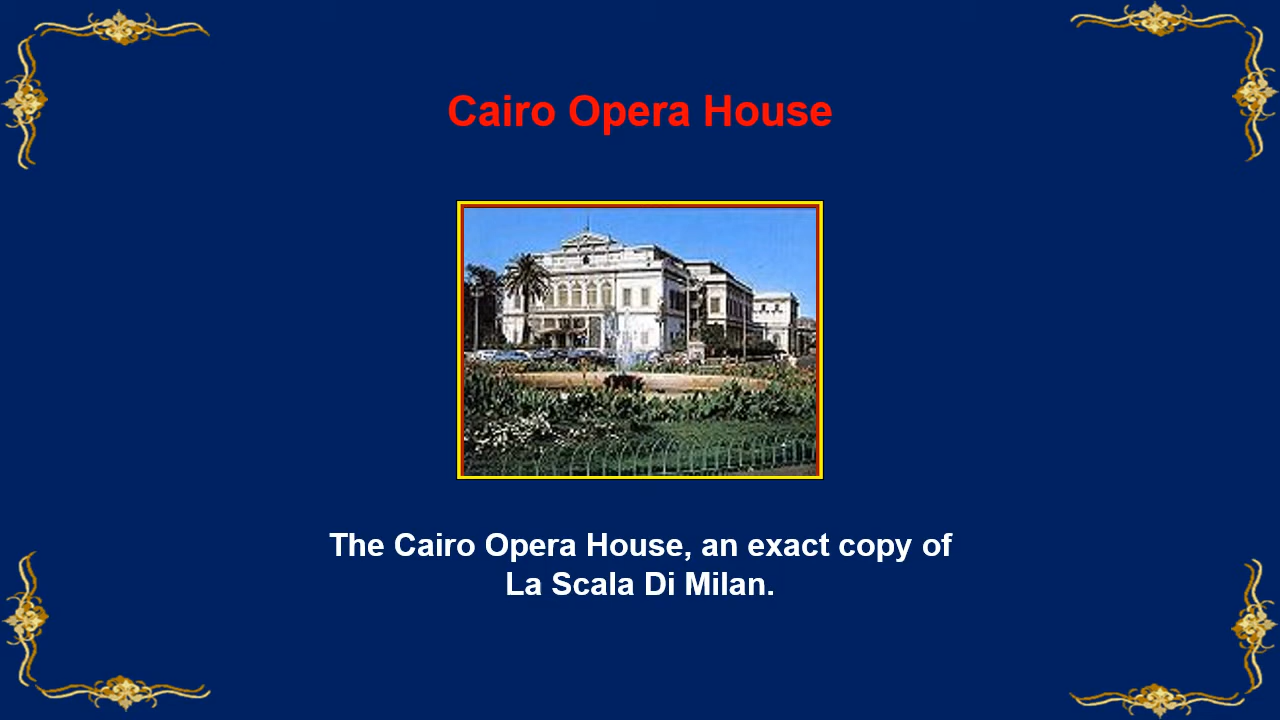 Cairo Opera House
The Cairo Opera House, an exact copy of
La Scala Di Milan.